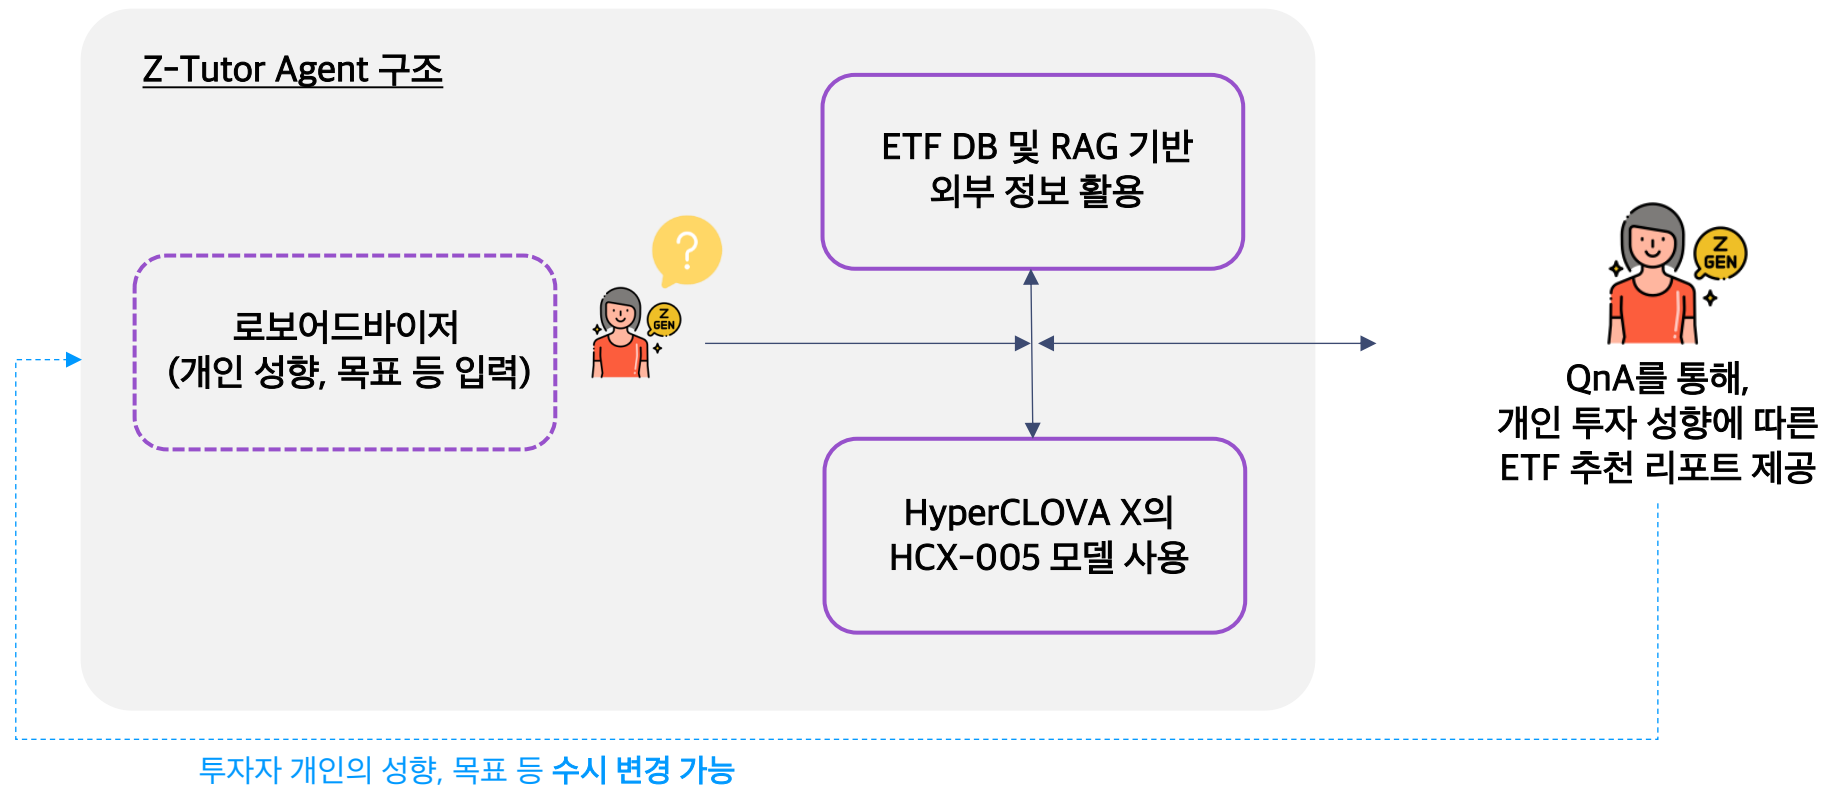 Z-Tutor Agent 구조
ETF DB 및 RAG 기반
외부 정보 활용
?
Z
GEN
로보어드바이저
(개인 성향, 목표 등 입력)
Z
GEN
QnA를 통해,
개인 투자 성향에 따른
ETF 추천 리포트 제공
HyperCLOVA X의
HCX-005 모델 사용
투자자 개인의 성향, 목표 등 수시 변경 가능